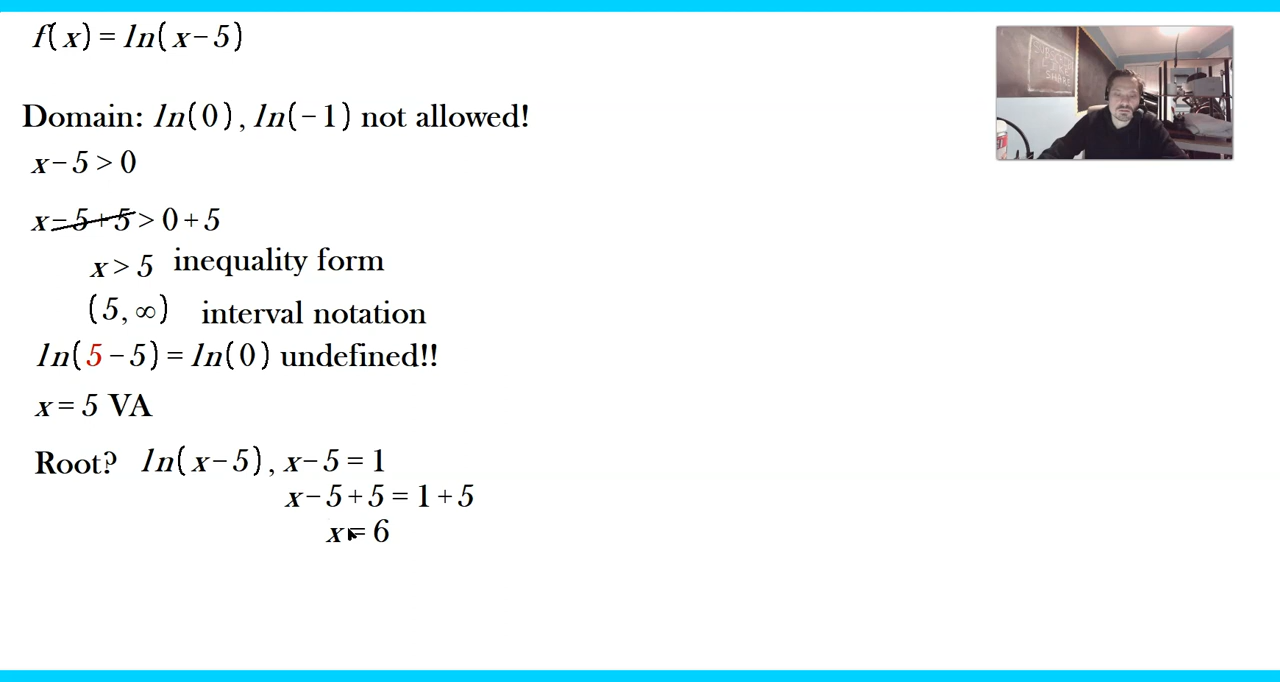 f(x) = ln(x−5)
Domain: ln(0), ln(−1) not allowed!
x−5 > 0
x−5+5 > 0+5
x > 5 inequality form
(5, ∞) interval notation
ln(5−5) = ln(0) undefined!!
x = 5 VA
Root? ln(x−5), x−5 = 1
x−5+5 = 1+5
x = 6
SHARE